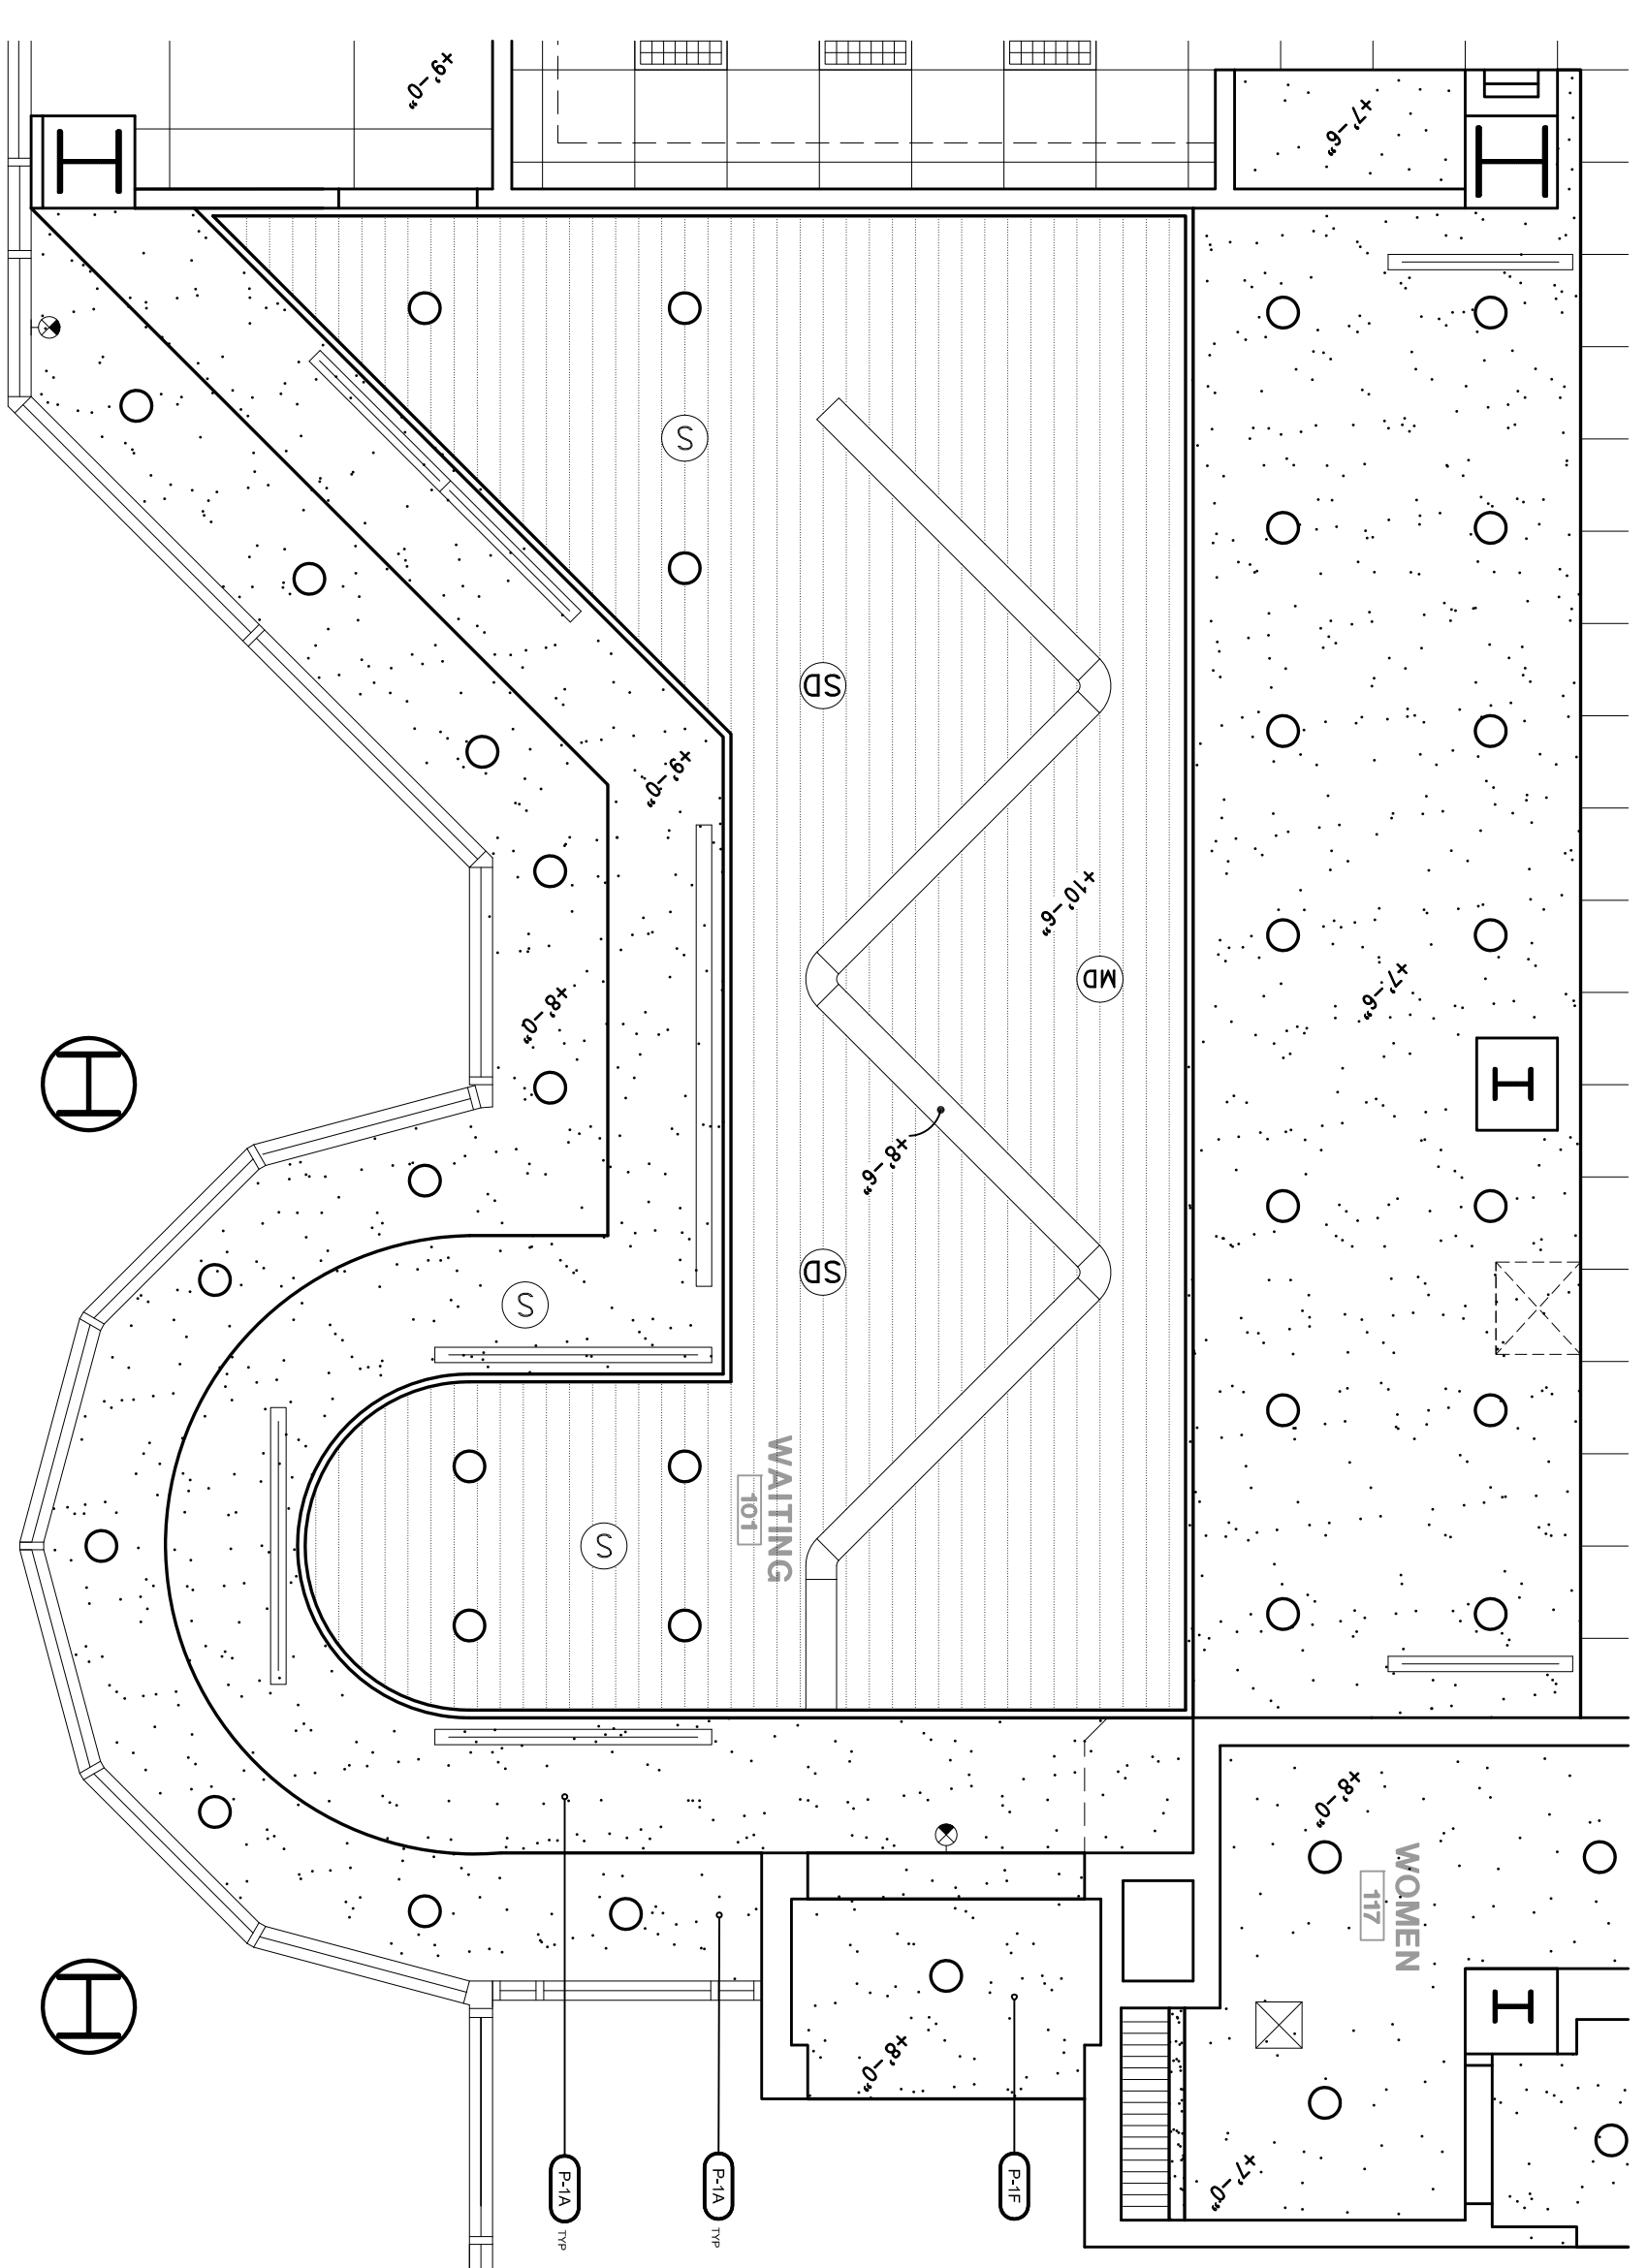 +9'-0"
+7'-6"
S
SD
+9'-0"
+10'-6"
MD
+7'-6"
+8'-0"
+8'-6"
SD
S
WAITING
101
S
+8'-0"
WOMEN
117
+8'-0"
+7'-0"
P-1A
TYP
P-1A
TYP
P-1F